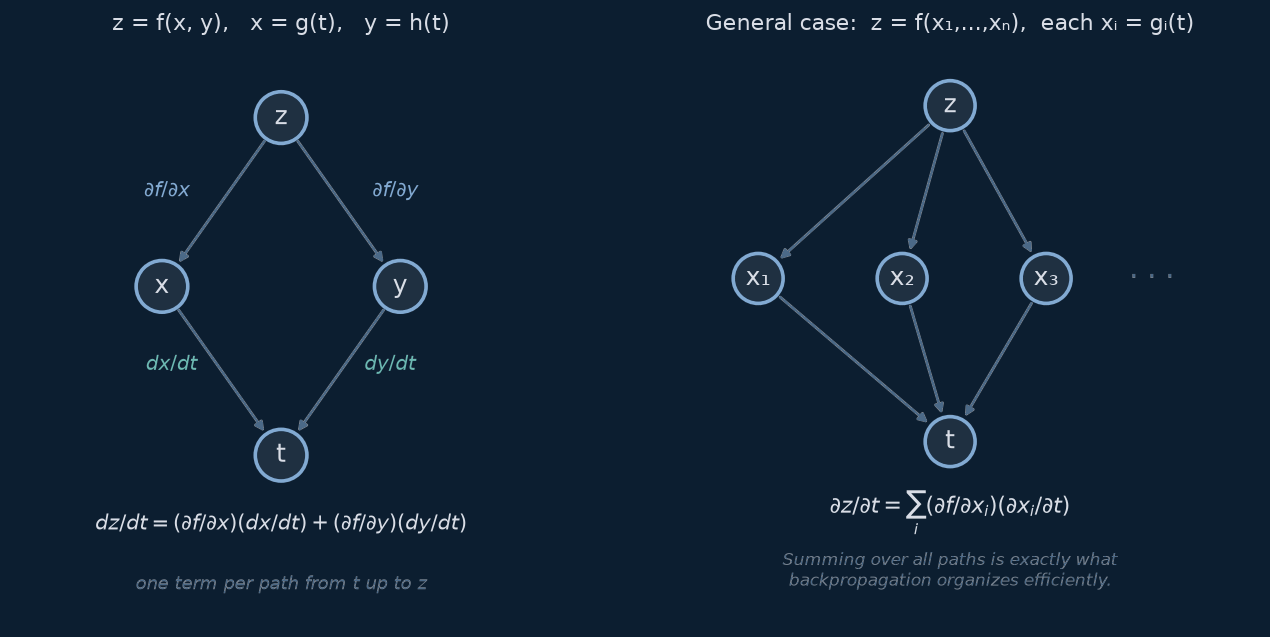 z = f(x, y),   x = g(t),   y = h(t)
z
∂f/∂x
∂f/∂y
x
y
dx/dt
dy/dt
t
dz/dt = (∂f/∂x)(dx/dt) + (∂f/∂y)(dy/dt)
one term per path from t up to z
General case:  z = f(x₁,...,xₙ),  each xᵢ = gᵢ(t)
z
x₁
x₂
x₃
· · ·
t
∂z/∂t = ∑ᵢ(∂f/∂xᵢ)(∂xᵢ/∂t)
Summing over all paths is exactly what
backpropagation organizes efficiently.